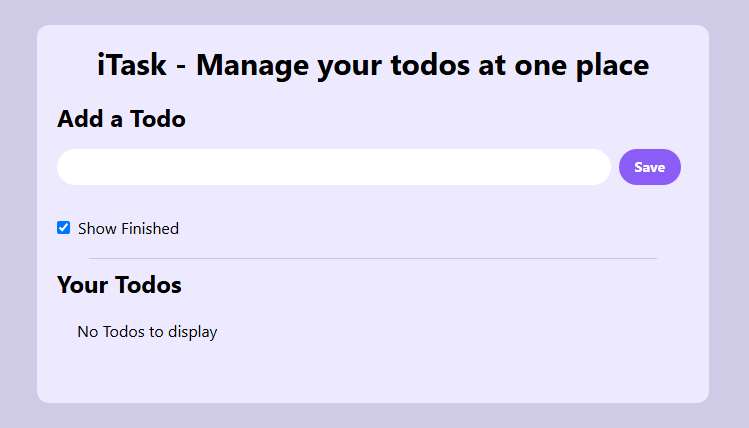 iTask - Manage your todos at one place
Add a Todo
Save
Show Finished
Your Todos
No Todos to display